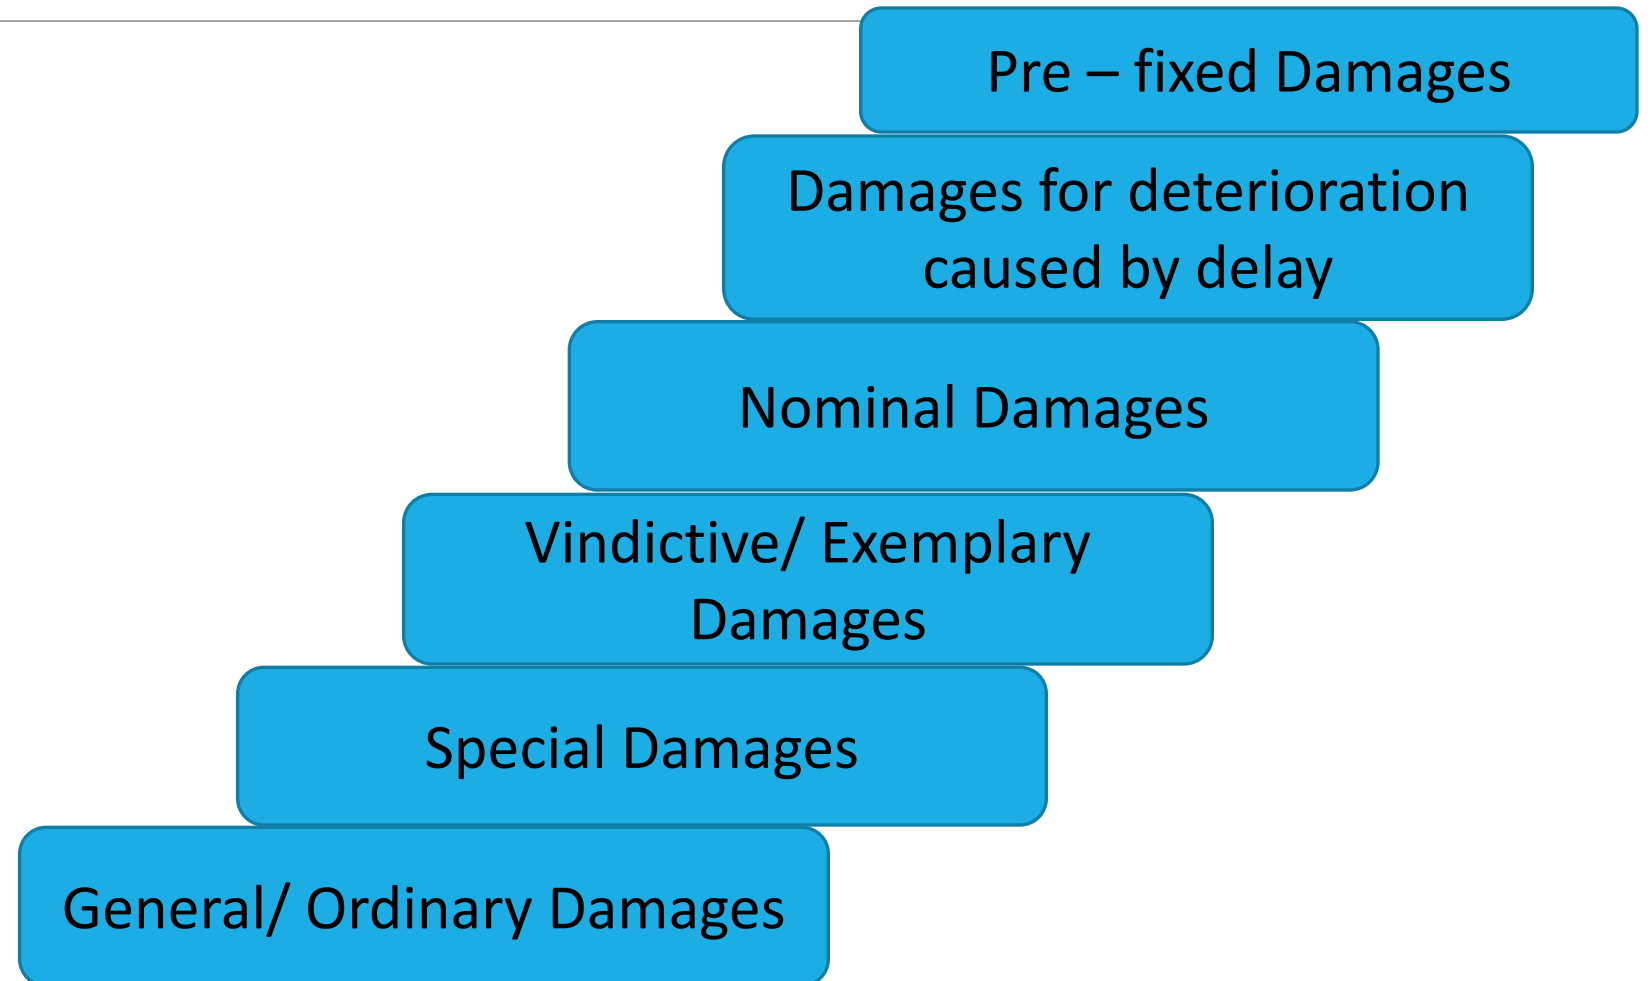 Pre – fixed Damages
Damages for deterioration
caused by delay
Nominal Damages
Vindictive/ Exemplary
Damages
Special Damages
General/ Ordinary Damages